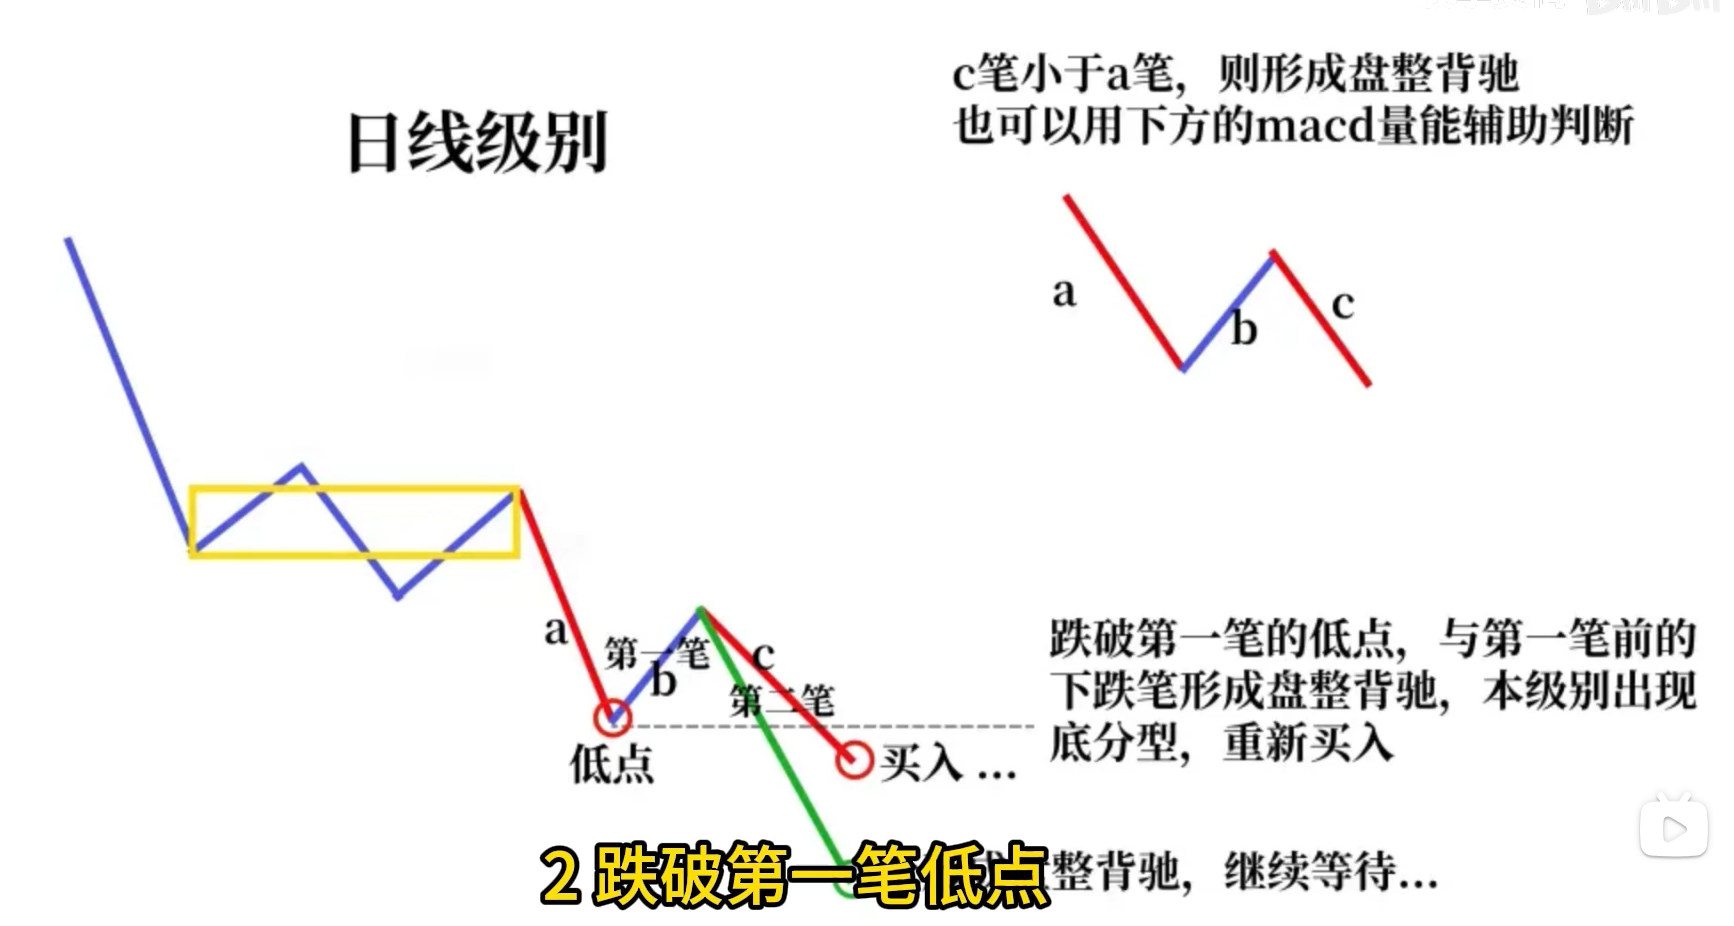 c笔小于a笔，则形成盘整背驰
也可以用下方的macd量能辅助判断
日线级别
a
b
c
a
第一笔
b
c
第二笔
低点
买入 ...
跌破第一笔的低点，与第一笔前的
下跌笔形成盘整背驰，本级别出现
底分型，重新买入
整背驰，继续等待...
2 跌破第一笔低点